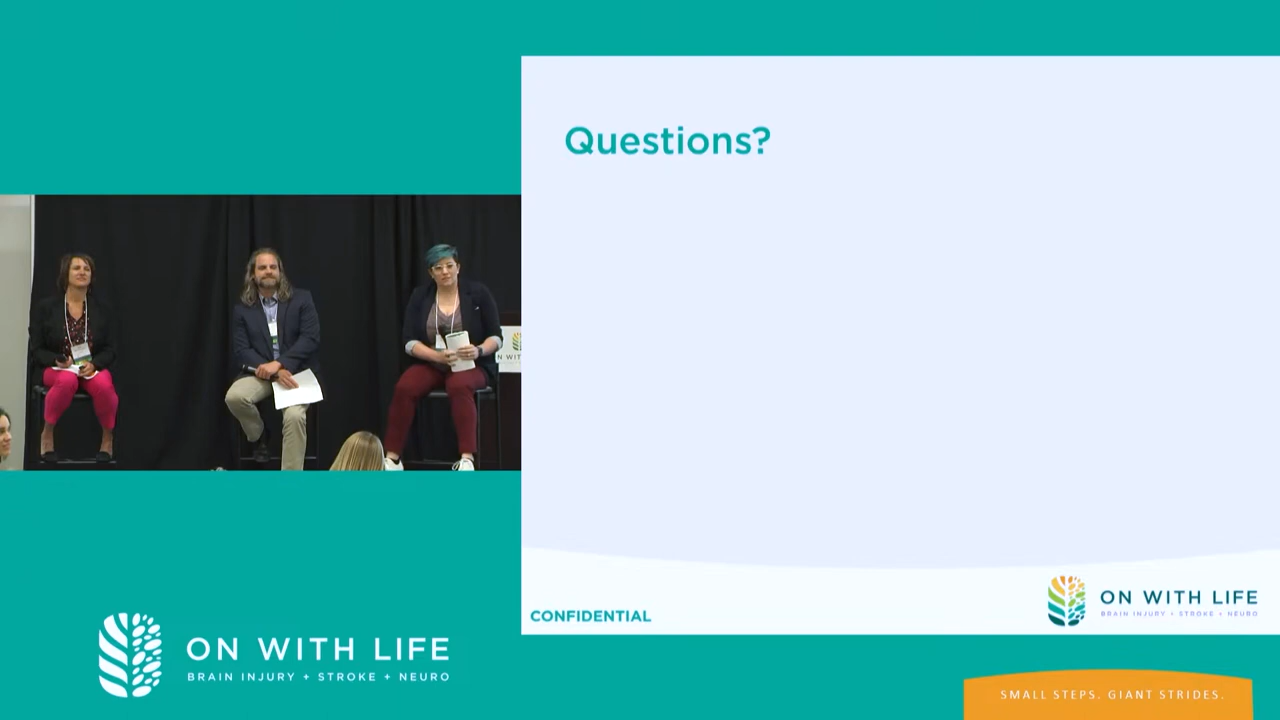 Questions?
CONFIDENTIAL
ON WITH LIFE
BRAIN INJURY + STROKE + NEURO
ON WITH LIFE
BRAIN INJURY + STROKE + NEURO
SMALL STEPS. GIANT STRIDES.